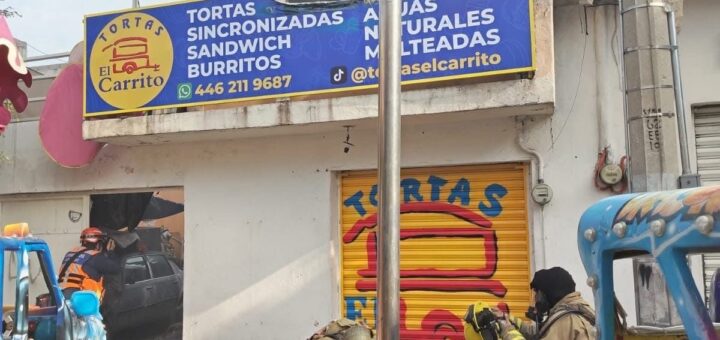 TORTAS
El
Carrito
TORTAS
SINCRONIZADAS
SANDWICH
BURRITOS
446 211 9687
NATURALES
MALTEADAS
TORTAS